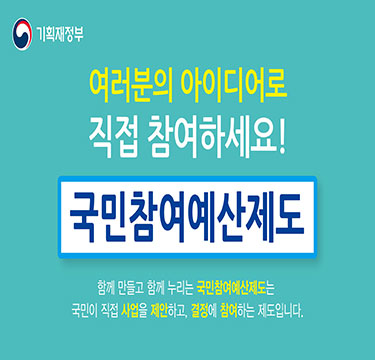 기획재정부
여러분의 아이디어로
직접 참여하세요!
국민참여예산제도
함께 만들고 함께 누리는 국민참여예산제도는
국민이 직접 사업을 제안하고, 결정에 참여하는 제도입니다.